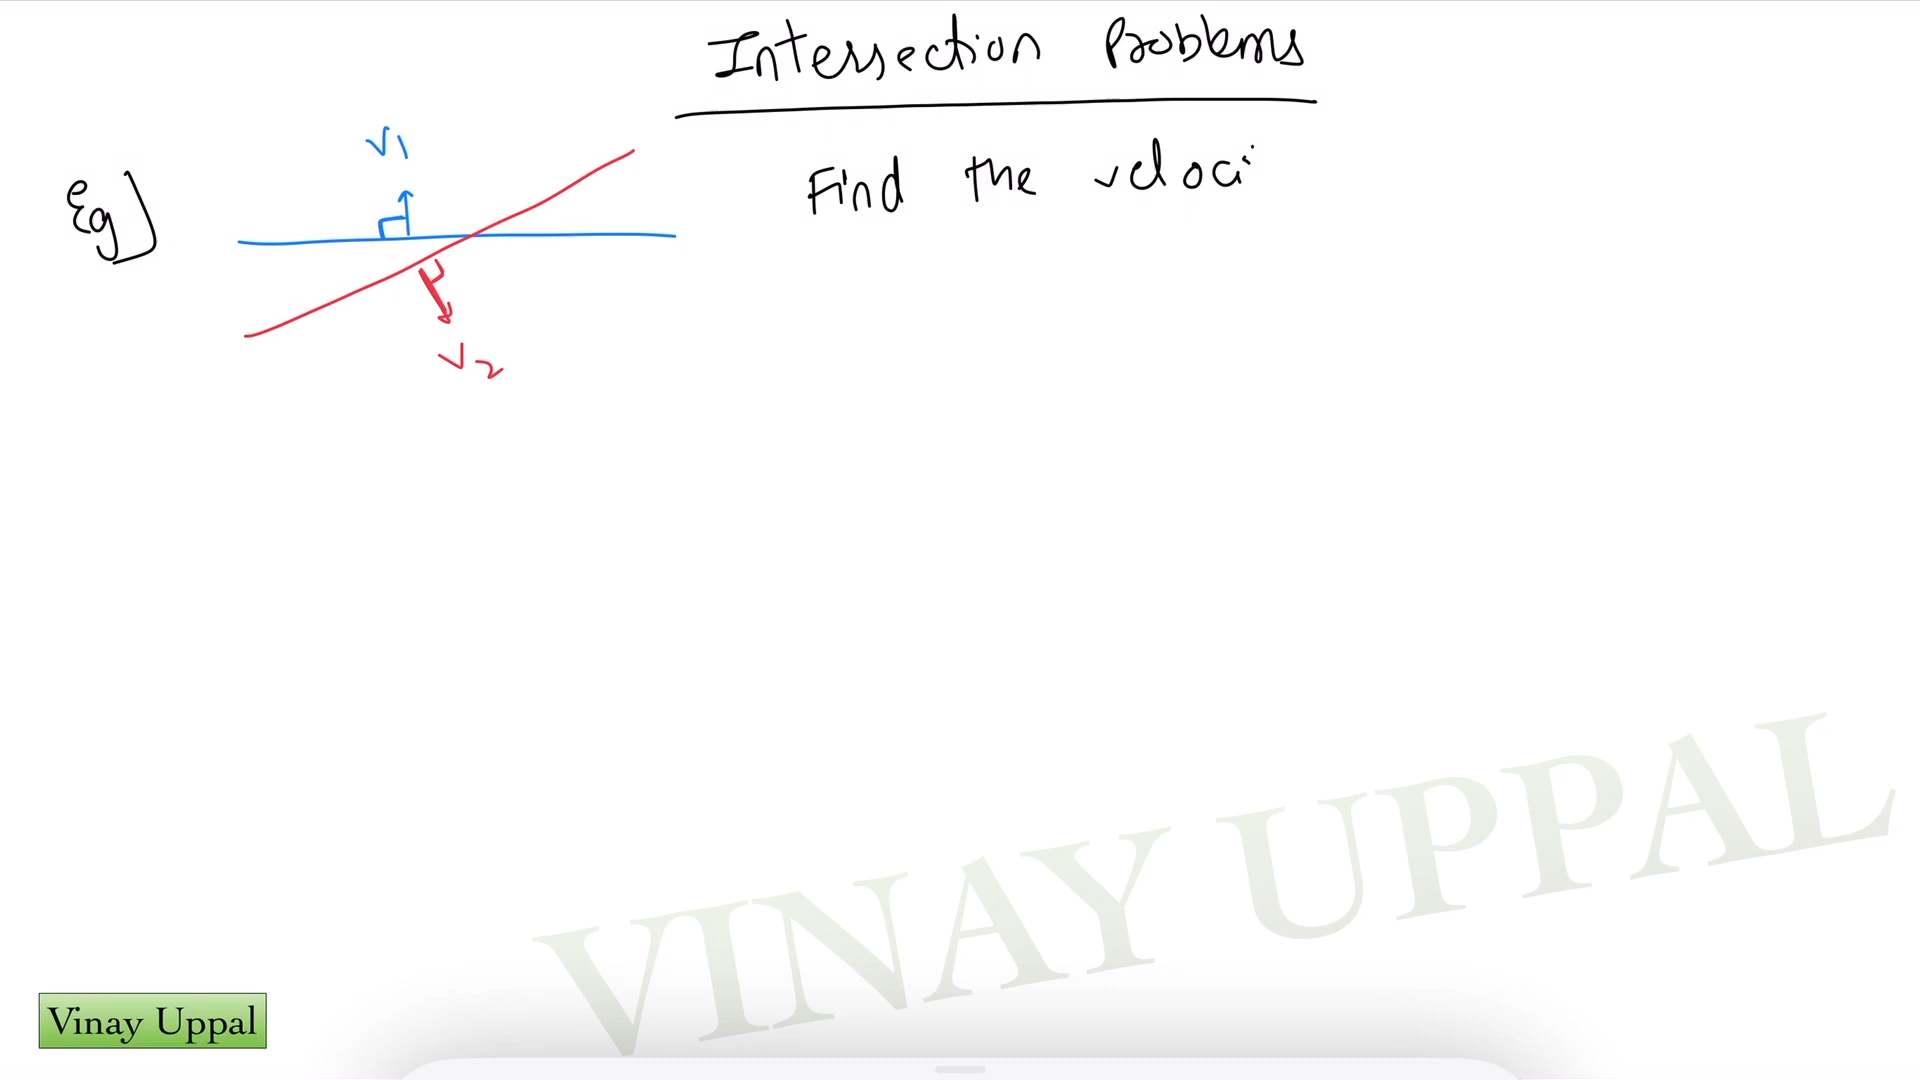 Intersection Problems
Eg]
V1
Find the veloci
V2
VINAY UPPAL
Vinay Uppal